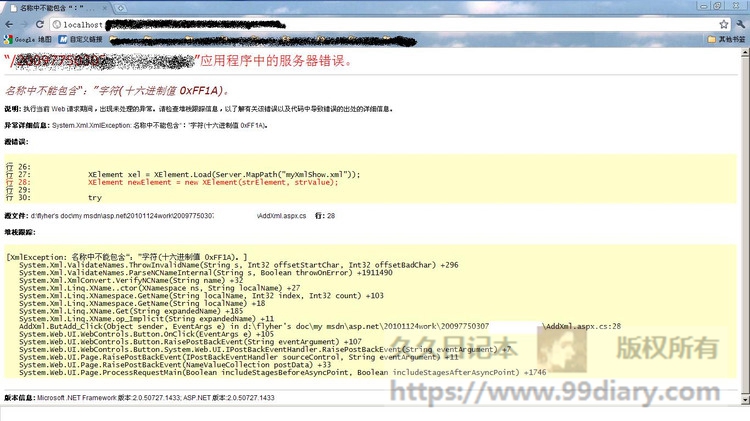 名称中不能包含“：”…
localhost
Google 地图 自定义链接 其他书签
”应用程序中的服务器错误。
名称中不能包含“：”字符(十六进制值 0xFF1A)。
说明: 执行当前 Web 请求期间，出现未处理的异常。请检查堆栈跟踪信息，以了解有关该错误以及代码中导致错误的出处的详细信息。
异常详细信息: System.Xml.XmlException: 名称中不能包含“：”字符(十六进制值 0xFF1A)。
源错误:
行 26:
行 27: XElement xel = XElement.Load(Server.MapPath("myXmlShow.xml"));
行 28: XElement newElement = new XElement(strElement, strValue);
行 29:
行 30: try
源文件: d:\flyher's doc\my msdn\asp.net\20101124work\20097750307 \AddXml.aspx.cs 行: 28
堆栈跟踪:
[XmlException: 名称中不能包含“：”字符(十六进制值 0xFF1A)。]
System.Xml.ValidateNames.ThrowInvalidName(String s, Int32 offsetStartChar, Int32 offsetBadChar) +296
System.Xml.ValidateNames.ParseNCNameInternal(String s, Boolean throwOnError) +1911490
System.Xml.XmlConvert.VerifyNCName(String name) +32
System.Xml.Linq.XName..ctor(XNamespace ns, String localName) +27
System.Xml.Linq.XNamespace.GetName(String localName, Int32 index, Int32 count) +103
System.Xml.Linq.XNamespace.GetName(String localName) +18
System.Xml.Linq.XName.Get(String expandedName) +185
System.Xml.Linq.XName.op_Implicit(String expandedName) +11
AddXml.ButAdd_Click(Object sender, EventArgs e) in d:\flyher's doc\my msdn\asp.net\20101124work\20097750307 \AddXml.aspx.cs:28
System.Web.UI.WebControls.Button.OnClick(EventArgs e) +105
System.Web.UI.WebControls.Button.RaisePostBackEvent(String eventArgument) +107
System.Web.UI.WebControls.Button.System.Web.UI.IPostBackEventHandler.RaisePostBackEvent(String eventArgument) +7
System.Web.UI.Page.RaisePostBackEvent(IPostBackEventHandler sourceControl, String eventArgument) +11
System.Web.UI.Page.RaisePostBackEvent(NameValueCollection postData) +33
System.Web.UI.Page.ProcessRequestMain(Boolean includeStagesBeforeAsyncPoint, Boolean includeStagesAfterAsyncPoint) +1746
久久日记本 版权所有
https://www.99diary.com
版本信息: Microsoft .NET Framework 版本:2.0.50727.1433; ASP.NET 版本:2.0.50727.1433